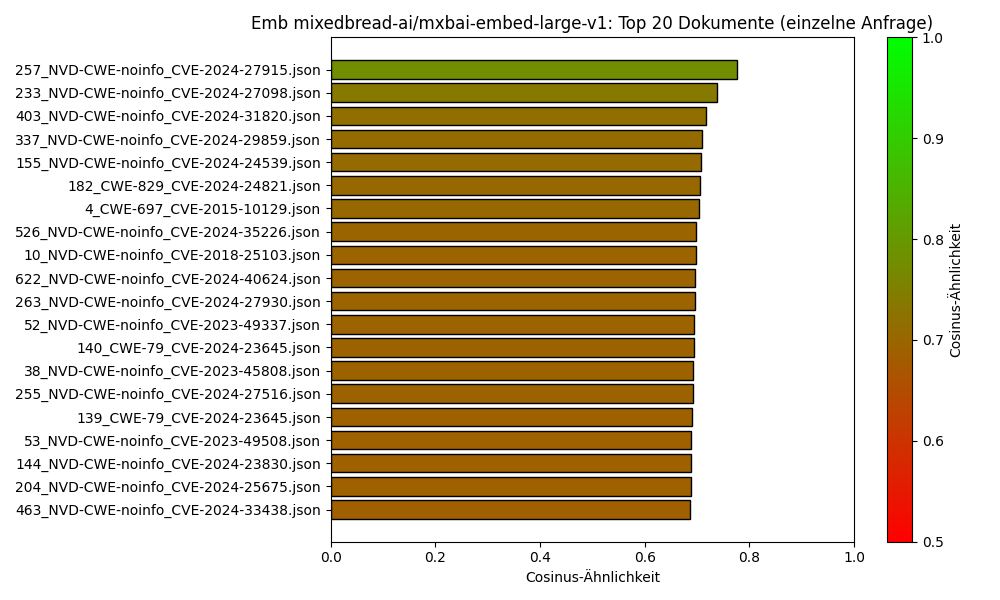 Emb mixedbread-ai/mxbai-embed-large-v1: Top 20 Dokumente (einzelne Anfrage)
257_NVD-CWE-noinfo_CVE-2024-27915.json
233_NVD-CWE-noinfo_CVE-2024-27098.json
403_NVD-CWE-noinfo_CVE-2024-31820.json
337_NVD-CWE-noinfo_CVE-2024-29859.json
155_NVD-CWE-noinfo_CVE-2024-24539.json
182_CWE-829_CVE-2024-24821.json
4_CWE-697_CVE-2015-10129.json
526_NVD-CWE-noinfo_CVE-2024-35226.json
10_NVD-CWE-noinfo_CVE-2018-25103.json
622_NVD-CWE-noinfo_CVE-2024-40624.json
263_NVD-CWE-noinfo_CVE-2024-27930.json
52_NVD-CWE-noinfo_CVE-2023-49337.json
140_CWE-79_CVE-2024-23645.json
38_NVD-CWE-noinfo_CVE-2023-45808.json
255_NVD-CWE-noinfo_CVE-2024-27516.json
139_CWE-79_CVE-2024-23645.json
53_NVD-CWE-noinfo_CVE-2023-49508.json
144_NVD-CWE-noinfo_CVE-2024-23830.json
204_NVD-CWE-noinfo_CVE-2024-25675.json
463_NVD-CWE-noinfo_CVE-2024-33438.json
0.0 0.2 0.4 0.6 0.8 1.0
Cosinus-Ähnlichkeit
1.0
0.9
0.8
0.7
0.6
0.5
Cosinus-Ähnlichkeit